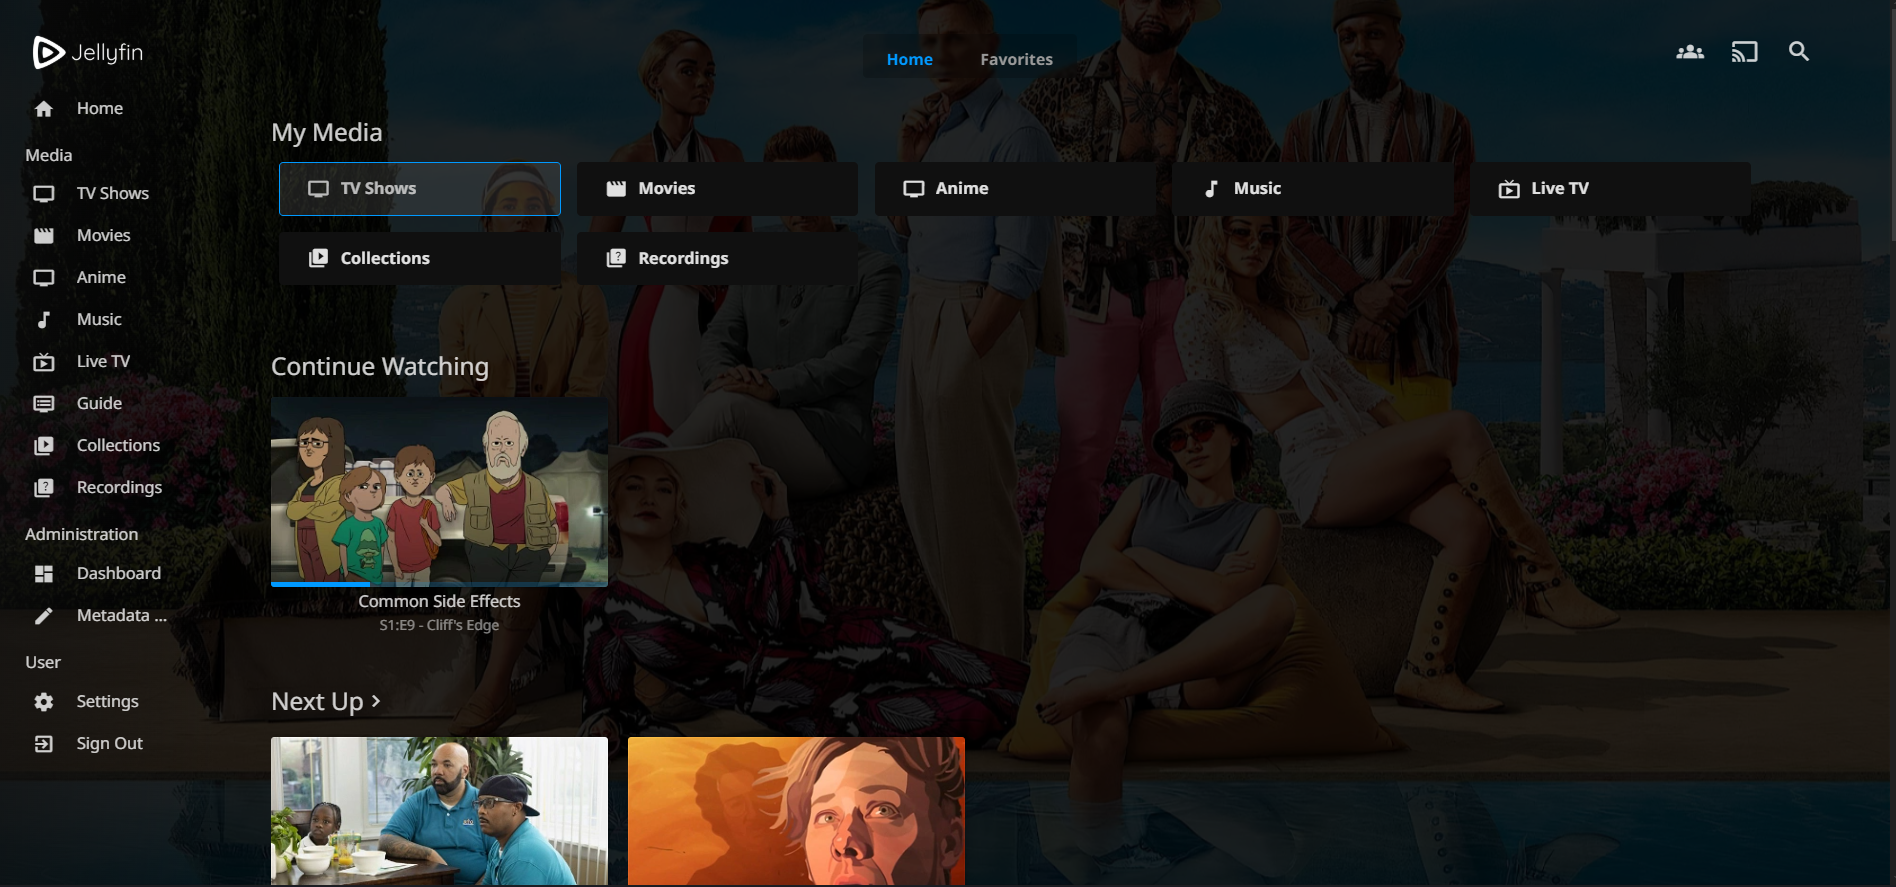 Jellyfin
Home
Favorites
Home
Media
TV Shows
Movies
Anime
Music
Live TV
Guide
Collections
Recordings
Administration
Dashboard
Metadata ...
User
Settings
Sign Out
My Media
TV Shows
Movies
Anime
Music
Live TV
Collections
Recordings
Continue Watching
Common Side Effects
S1:E9 - Cliff's Edge
Next Up